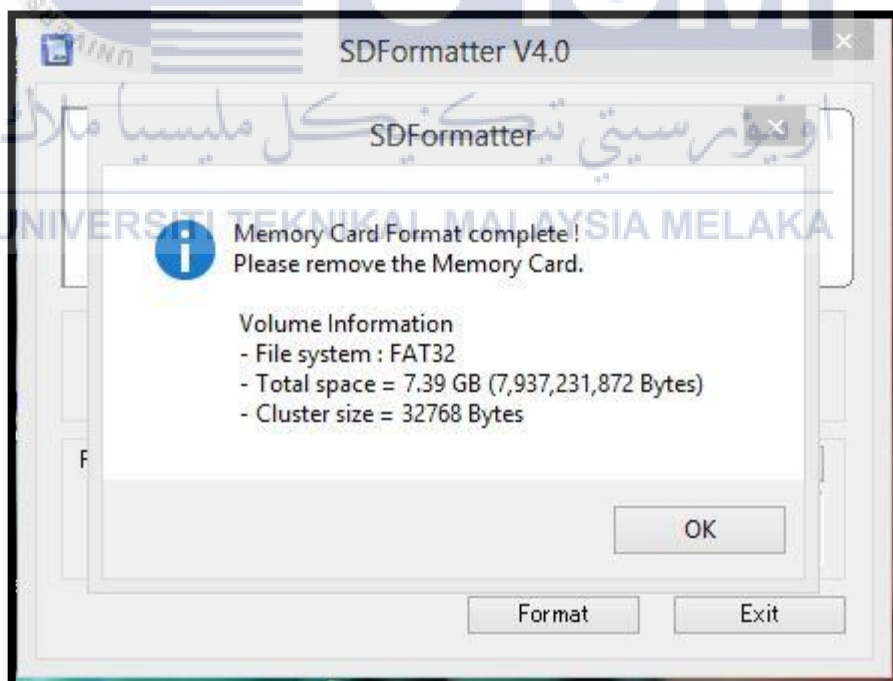 SDFormatter V4.0
SDFormatter
اونيۏرسيتي تيكنيكل مليسيا ملاك
UNIVERSITI TEKNIKAL MALAYSIA MELAKA
Memory Card Format complete !
Please remove the Memory Card.
Volume Information
- File system : FAT32
- Total space = 7.39 GB (7,937,231,872 Bytes)
- Cluster size = 32768 Bytes
F
OK
Format
Exit